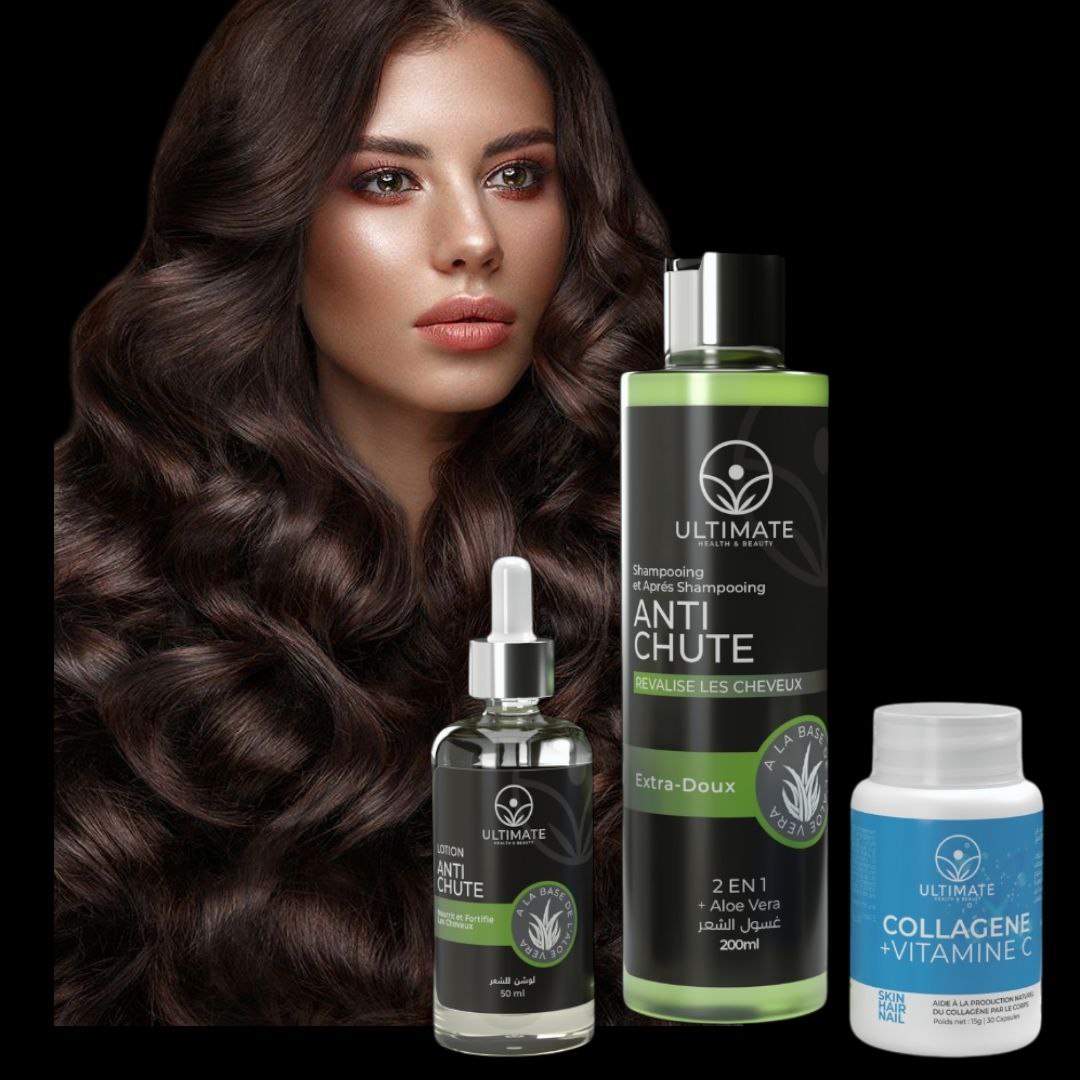 ULTIMATE
HEALTH & BEAUTY
Shampooing
et Aprés Shampooing
ANTI
CHUTE
REVALISE LES CHEVEUX
Extra-Doux
A LA BASE DE L'ALOE VERA
2 EN 1
+ Aloe Vera
غسول الشعر
200ml
ULTIMATE
HEALTH & BEAUTY
LOTION
ANTI
CHUTE
Nourrit et Fortifie
Les Cheveux
A LA BASE DE L'ALOE VERA
لوشن للشعر
50 ml
ULTIMATE
HEALTH & BEAUTY
COLLAGENE
+VITAMINE C
SKIN
HAIR
NAIL
AIDE À LA PRODUCTION NATUREL
DU COLLAGÉNE PAR LE CORPS
Poids net : 15g | 30 Capsules